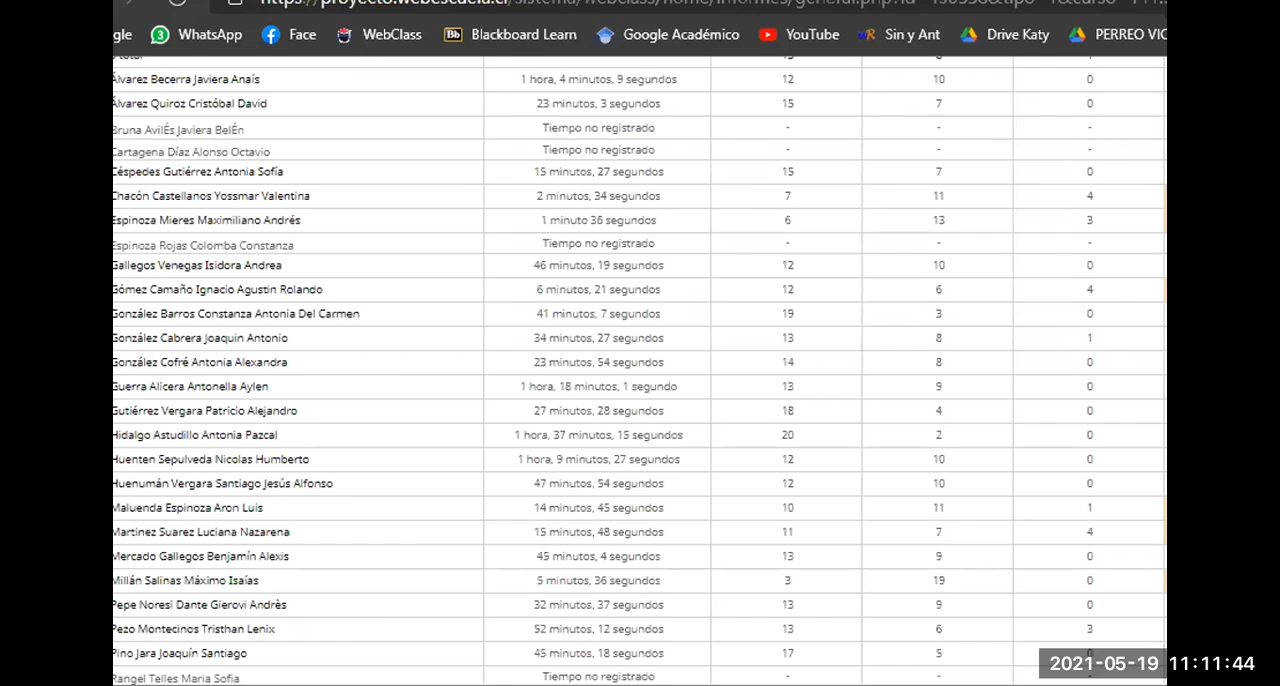 https://proyecto.webescuela.cl/sistema/webclass/home/informes/general.php?id
gle WhatsApp Face WebClass Blackboard Learn Google Académico YouTube Sin y Ant Drive Katy PERREO VIC
Álvarez Becerra Javiera Anaís 1 hora, 4 minutos, 9 segundos 12 10 0
Álvarez Quiroz Cristóbal David 23 minutos, 3 segundos 15 7 0
Bruna AvilÉs Javiera BelÉn Tiempo no registrado - - -
Cartagena Díaz Alonso Octavio Tiempo no registrado - - -
Céspedes Gutiérrez Antonia Sofía 15 minutos, 27 segundos 15 7 0
Chacón Castellanos Yossmar Valentina 2 minutos, 34 segundos 7 11 4
Espinoza Mieres Maximiliano Andrés 1 minuto 36 segundos 6 13 3
Espinoza Rojas Colomba Constanza Tiempo no registrado - - -
Gallegos Venegas Isidora Andrea 46 minutos, 19 segundos 12 10 0
Gómez Camaño Ignacio Agustin Rolando 6 minutos, 21 segundos 12 6 4
González Barros Constanza Antonia Del Carmen 41 minutos, 7 segundos 19 3 0
González Cabrera Joaquin Antonio 34 minutos, 27 segundos 13 8 1
González Cofré Antonia Alexandra 23 minutos, 54 segundos 14 8 0
Guerra Alicera Antonella Aylen 1 hora, 18 minutos, 1 segundo 13 9 0
Gutiérrez Vergara Patricio Alejandro 27 minutos, 28 segundos 18 4 0
Hidalgo Astudillo Antonia Pazcal 1 hora, 37 minutos, 15 segundos 20 2 0
Huenten Sepulveda Nicolas Humberto 1 hora, 9 minutos, 27 segundos 12 10 0
Huenumán Vergara Santiago Jesús Alfonso 47 minutos, 54 segundos 12 10 0
Maluenda Espinoza Aron Luis 14 minutos, 45 segundos 10 11 1
Martinez Suarez Luciana Nazarena 15 minutos, 48 segundos 11 7 4
Mercado Gallegos Benjamín Alexis 45 minutos, 4 segundos 13 9 0
Millán Salinas Máximo Isaías 5 minutos, 36 segundos 3 19 0
Pepe Noresi Dante Gierovi Andrès 32 minutos, 37 segundos 13 9 0
Pezo Montecinos Tristhan Lenix 52 minutos, 12 segundos 13 6 3
Pino Jara Joaquín Santiago 45 minutos, 18 segundos 17 5
2021-05-19 11:11:44
Rangel Telles Maria Sofia Tiempo no registrado - - -